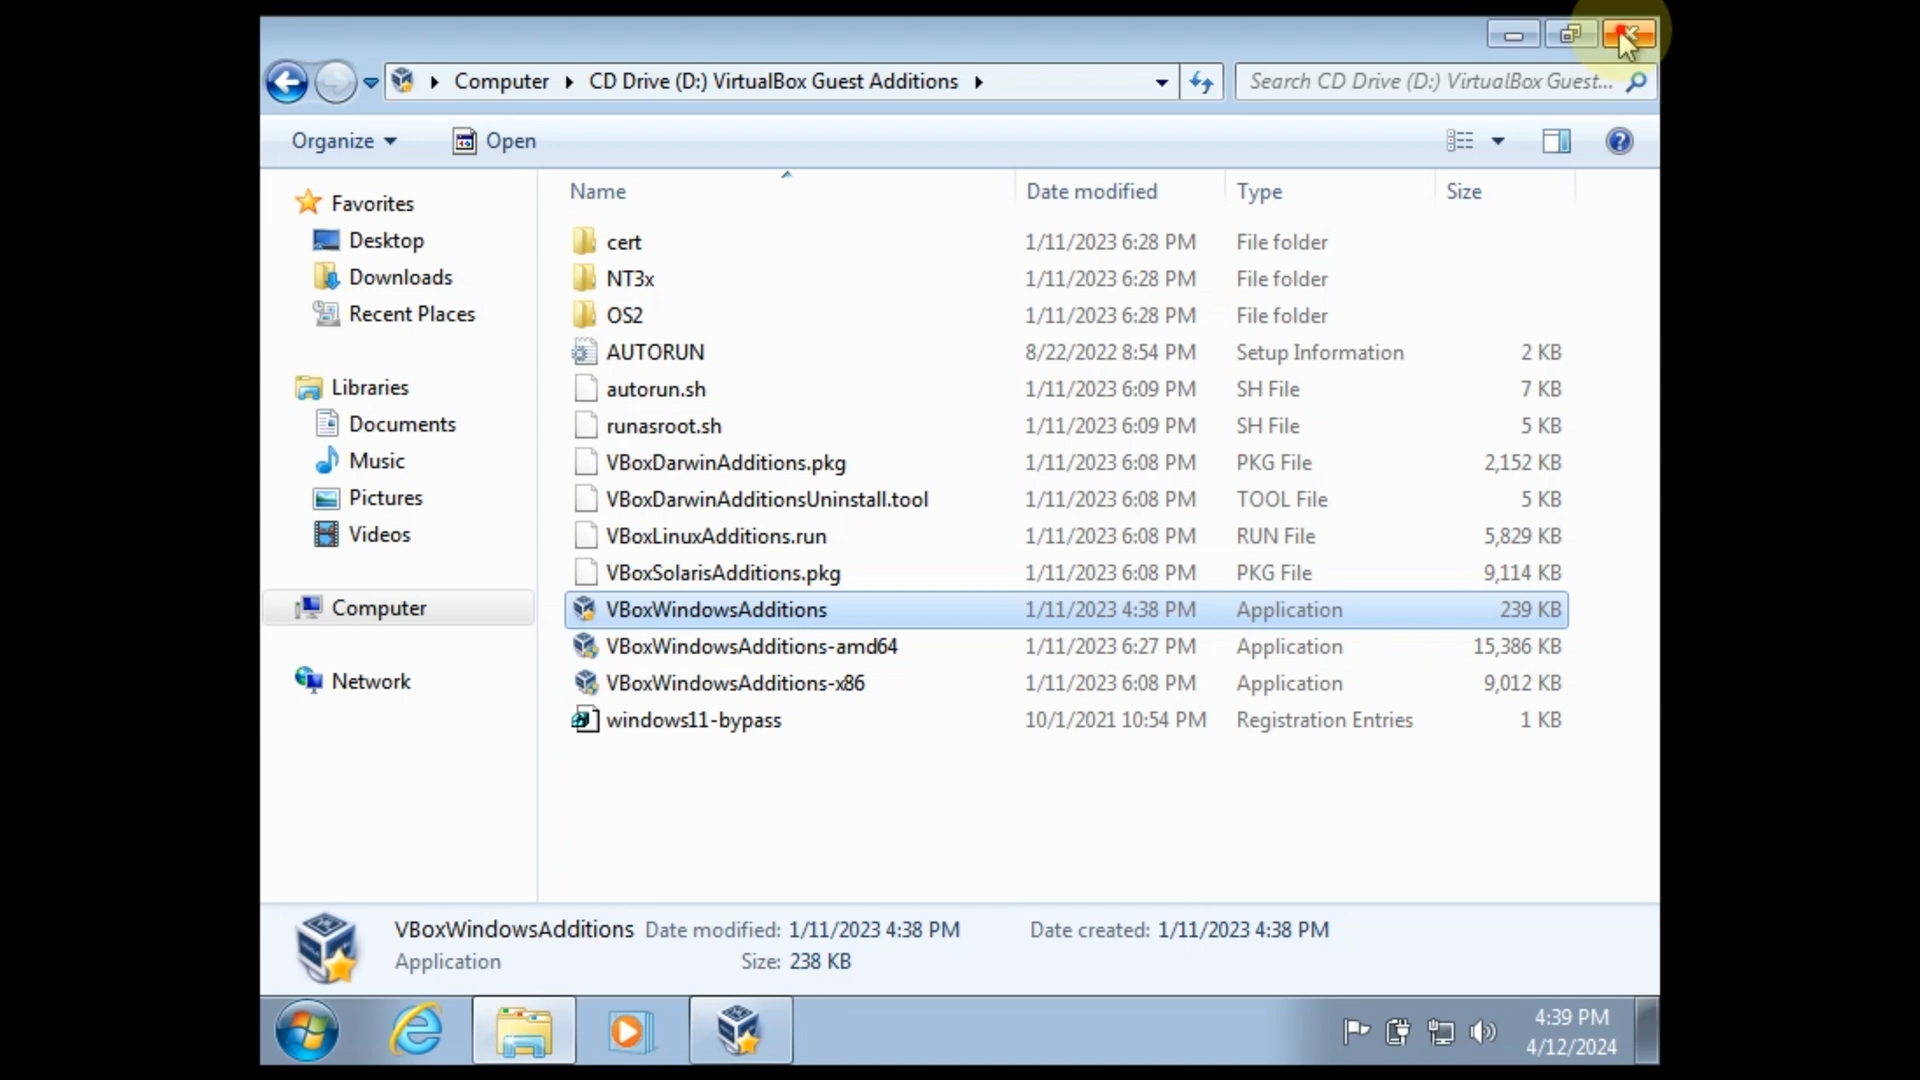 Computer CD Drive (D:) VirtualBox Guest Additions
Search CD Drive (D:) VirtualBox Guest...
Organize Open
Name Date modified Type Size
Favorites
Desktop
Downloads
Recent Places
Libraries
Documents
Music
Pictures
Videos
Computer
Network
cert 1/11/2023 6:28 PM File folder
NT3x 1/11/2023 6:28 PM File folder
OS2 1/11/2023 6:28 PM File folder
AUTORUN 8/22/2022 8:54 PM Setup Information 2 KB
autorun.sh 1/11/2023 6:09 PM SH File 7 KB
runasroot.sh 1/11/2023 6:09 PM SH File 5 KB
VBoxDarwinAdditions.pkg 1/11/2023 6:08 PM PKG File 2,152 KB
VBoxDarwinAdditionsUninstall.tool 1/11/2023 6:08 PM TOOL File 5 KB
VBoxLinuxAdditions.run 1/11/2023 6:08 PM RUN File 5,829 KB
VBoxSolarisAdditions.pkg 1/11/2023 6:08 PM PKG File 9,114 KB
VBoxWindowsAdditions 1/11/2023 4:38 PM Application 239 KB
VBoxWindowsAdditions-amd64 1/11/2023 6:27 PM Application 15,386 KB
VBoxWindowsAdditions-x86 1/11/2023 6:08 PM Application 9,012 KB
windows11-bypass 10/1/2021 10:54 PM Registration Entries 1 KB
VBoxWindowsAdditions Date modified: 1/11/2023 4:38 PM Date created: 1/11/2023 4:38 PM
Application Size: 238 KB
4:39 PM
4/12/2024